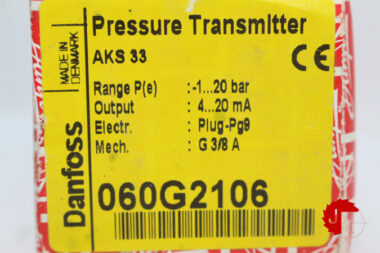 Pressure Transmitter
AKS 33
MADE IN
DENMARK
Range P(e) :-1...20 bar
Output :4...20 mA
Electr. : Plug-Pg9
Mech. : G 3/8 A
Danfoss
060G2106
CE